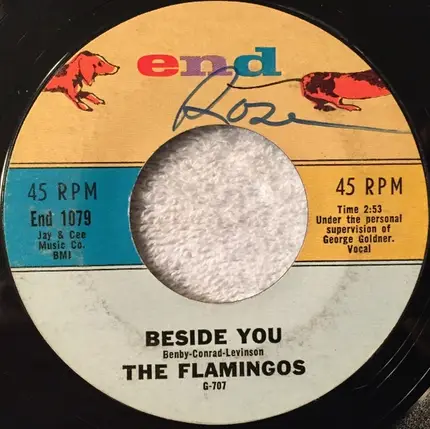 end
Rose
45 RPM
End 1079
Jay & Cee
Music Co.
BMI
45 RPM
Time 2:53
Under the personal
supervision of
George Goldner.
Vocal
BESIDE YOU
Benby-Conrad-Levinson
THE FLAMINGOS
G-707